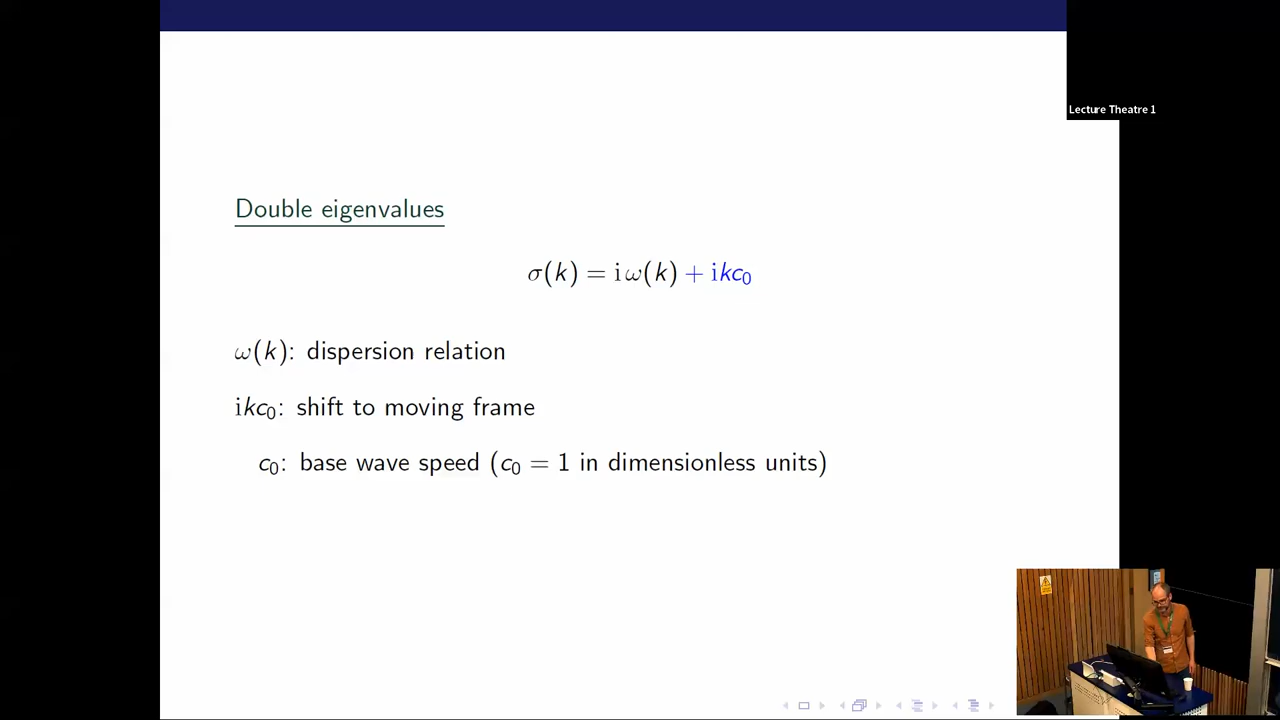 Lecture Theatre 1
Double eigenvalues
σ(k) = i ω(k) + ikc₀
ω(k): dispersion relation
ikc₀: shift to moving frame
c₀: base wave speed (c₀ = 1 in dimensionless units)